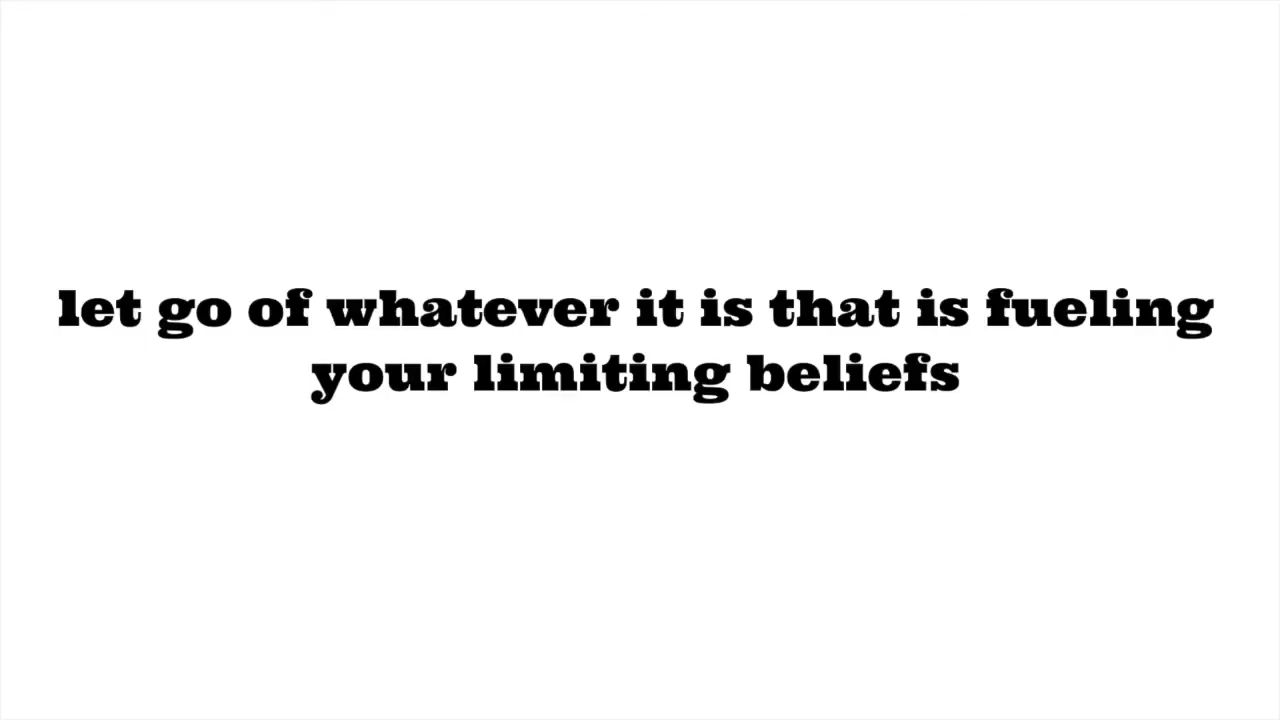 let go of whatever it is that is fueling
your limiting beliefs